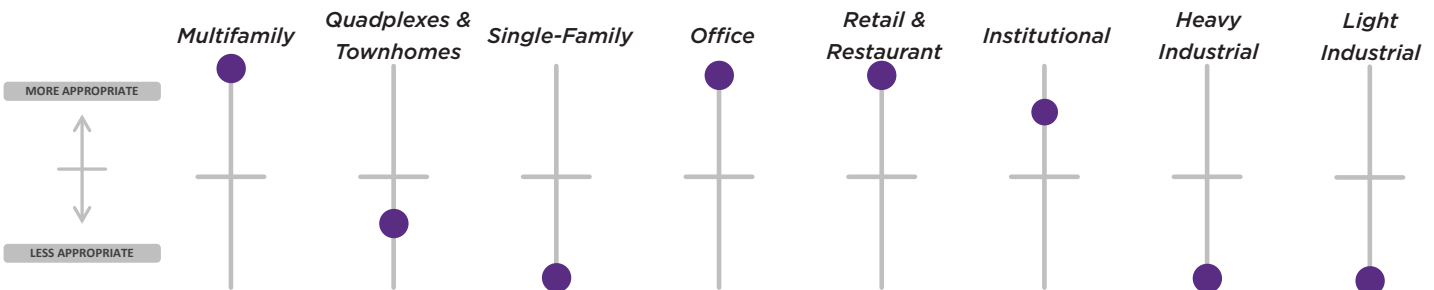 Multifamily
Quadplexes &
Townhomes
Single-Family
Office
Retail &
Restaurant
Institutional
Heavy
Industrial
Light
Industrial
MORE APPROPRIATE
LESS APPROPRIATE